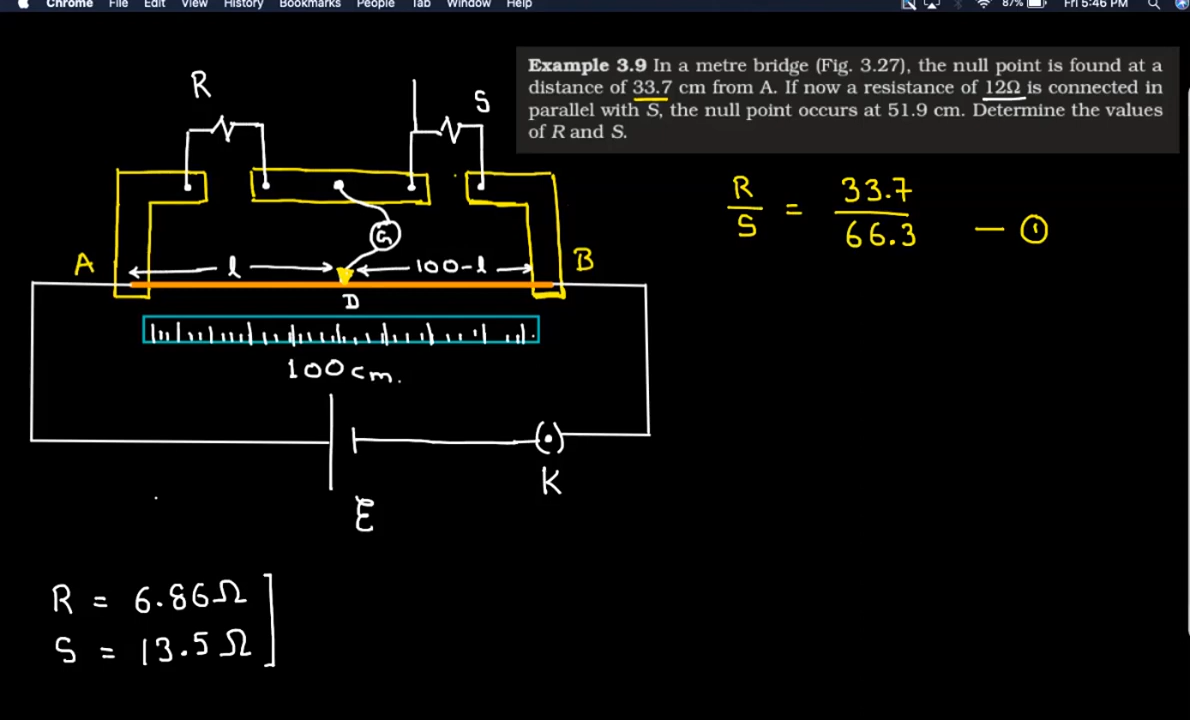 Chrome File Edit View History Bookmarks People Tab Window Help 87% Fri 5:46 PM
Example 3.9 In a metre bridge (Fig. 3.27), the null point is found at a
distance of 33.7 cm from A. If now a resistance of 12Ω is connected in
parallel with S, the null point occurs at 51.9 cm. Determine the values
of R and S.
R
S
R/S = 33.7/66.3 — ①
G
A
l
100-l
B
D
100 cm.
K
E
R = 6.86Ω
S = 13.5Ω